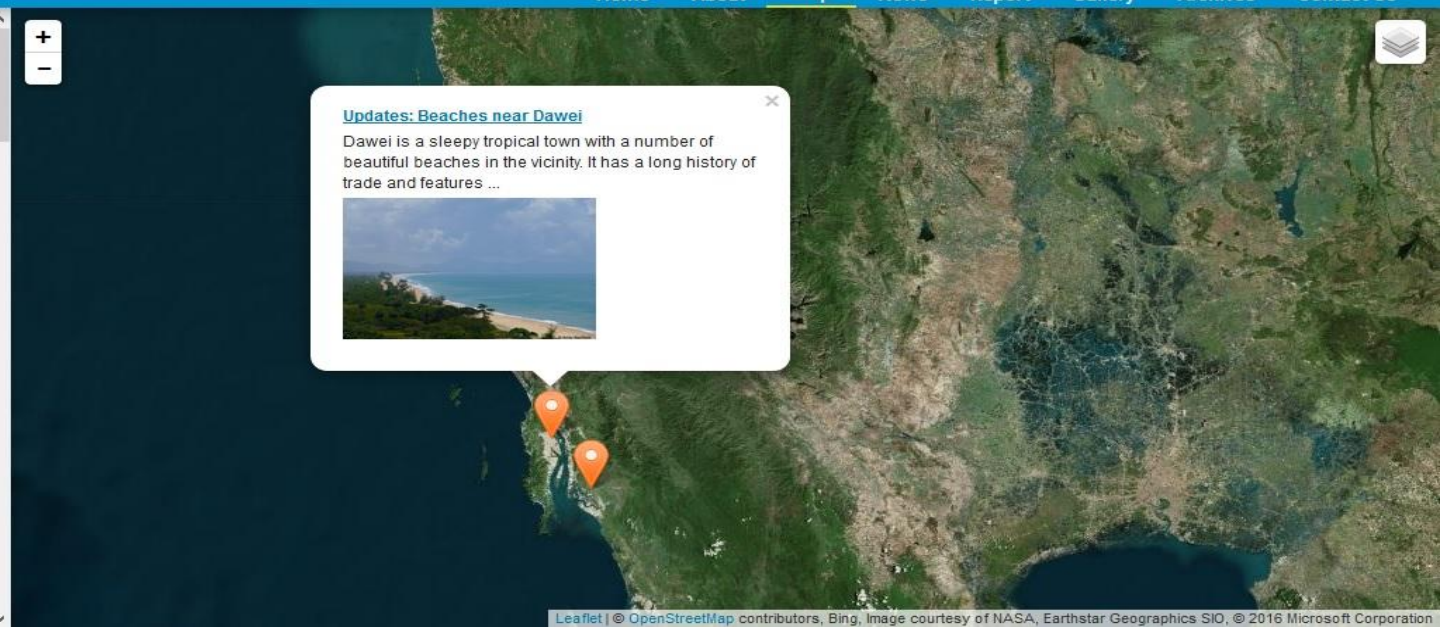 +
−
Updates: Beaches near Dawei
×
Dawei is a sleepy tropical town with a number of
beautiful beaches in the vicinity. It has a long history of
trade and features ...
Leaflet | © OpenStreetMap contributors, Bing, Image courtesy of NASA, Earthstar Geographics SIO, © 2016 Microsoft Corporation